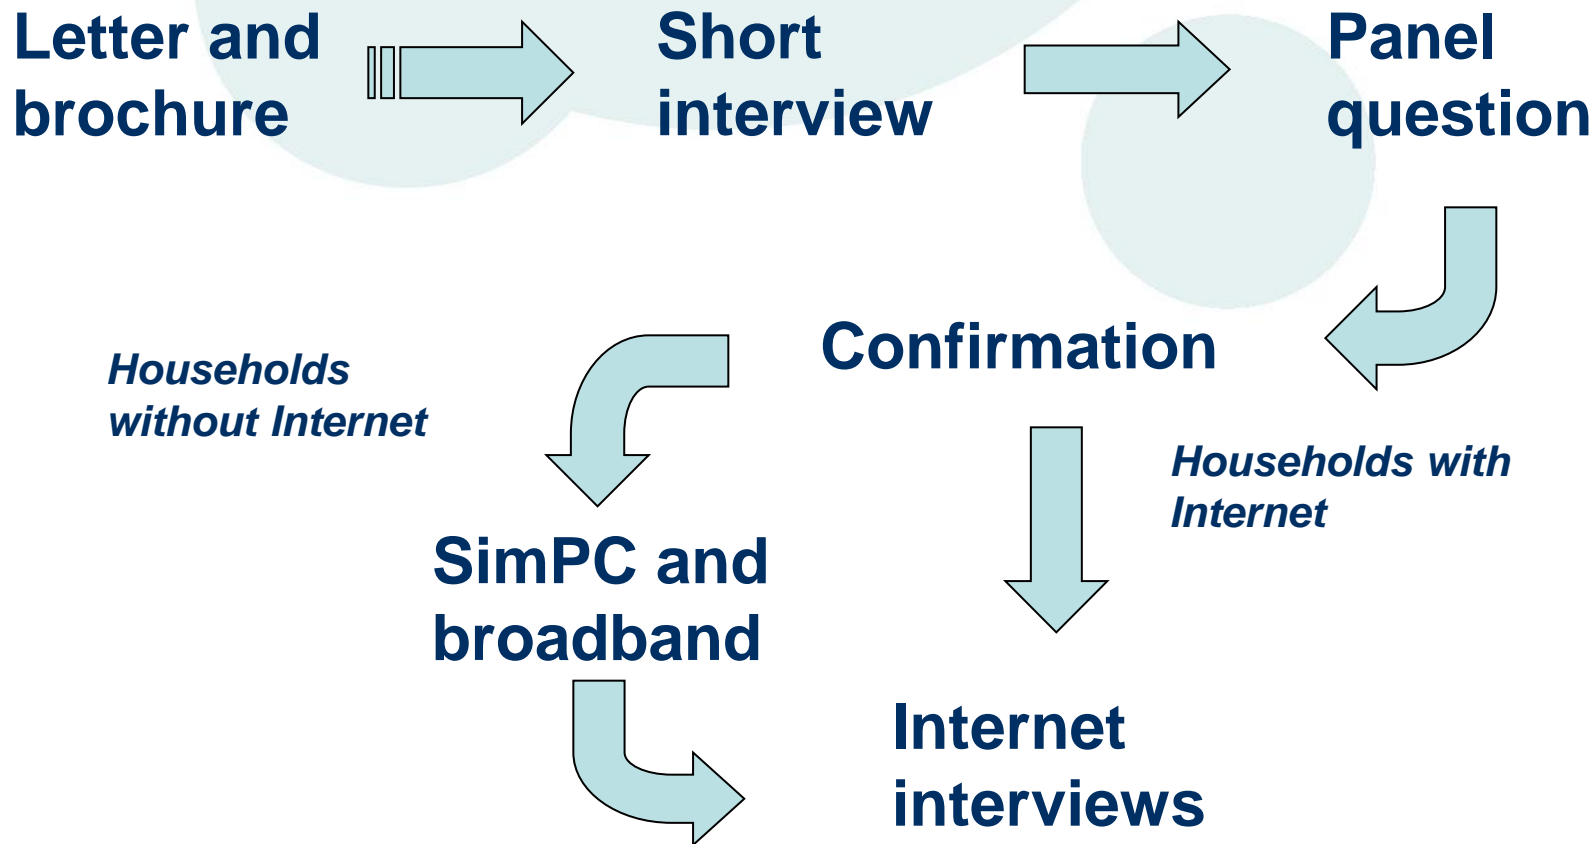 Letter and
brochure
Short
interview
Panel
question
Confirmation
Households
without Internet
Households with
Internet
SimPC and
broadband
Internet
interviews